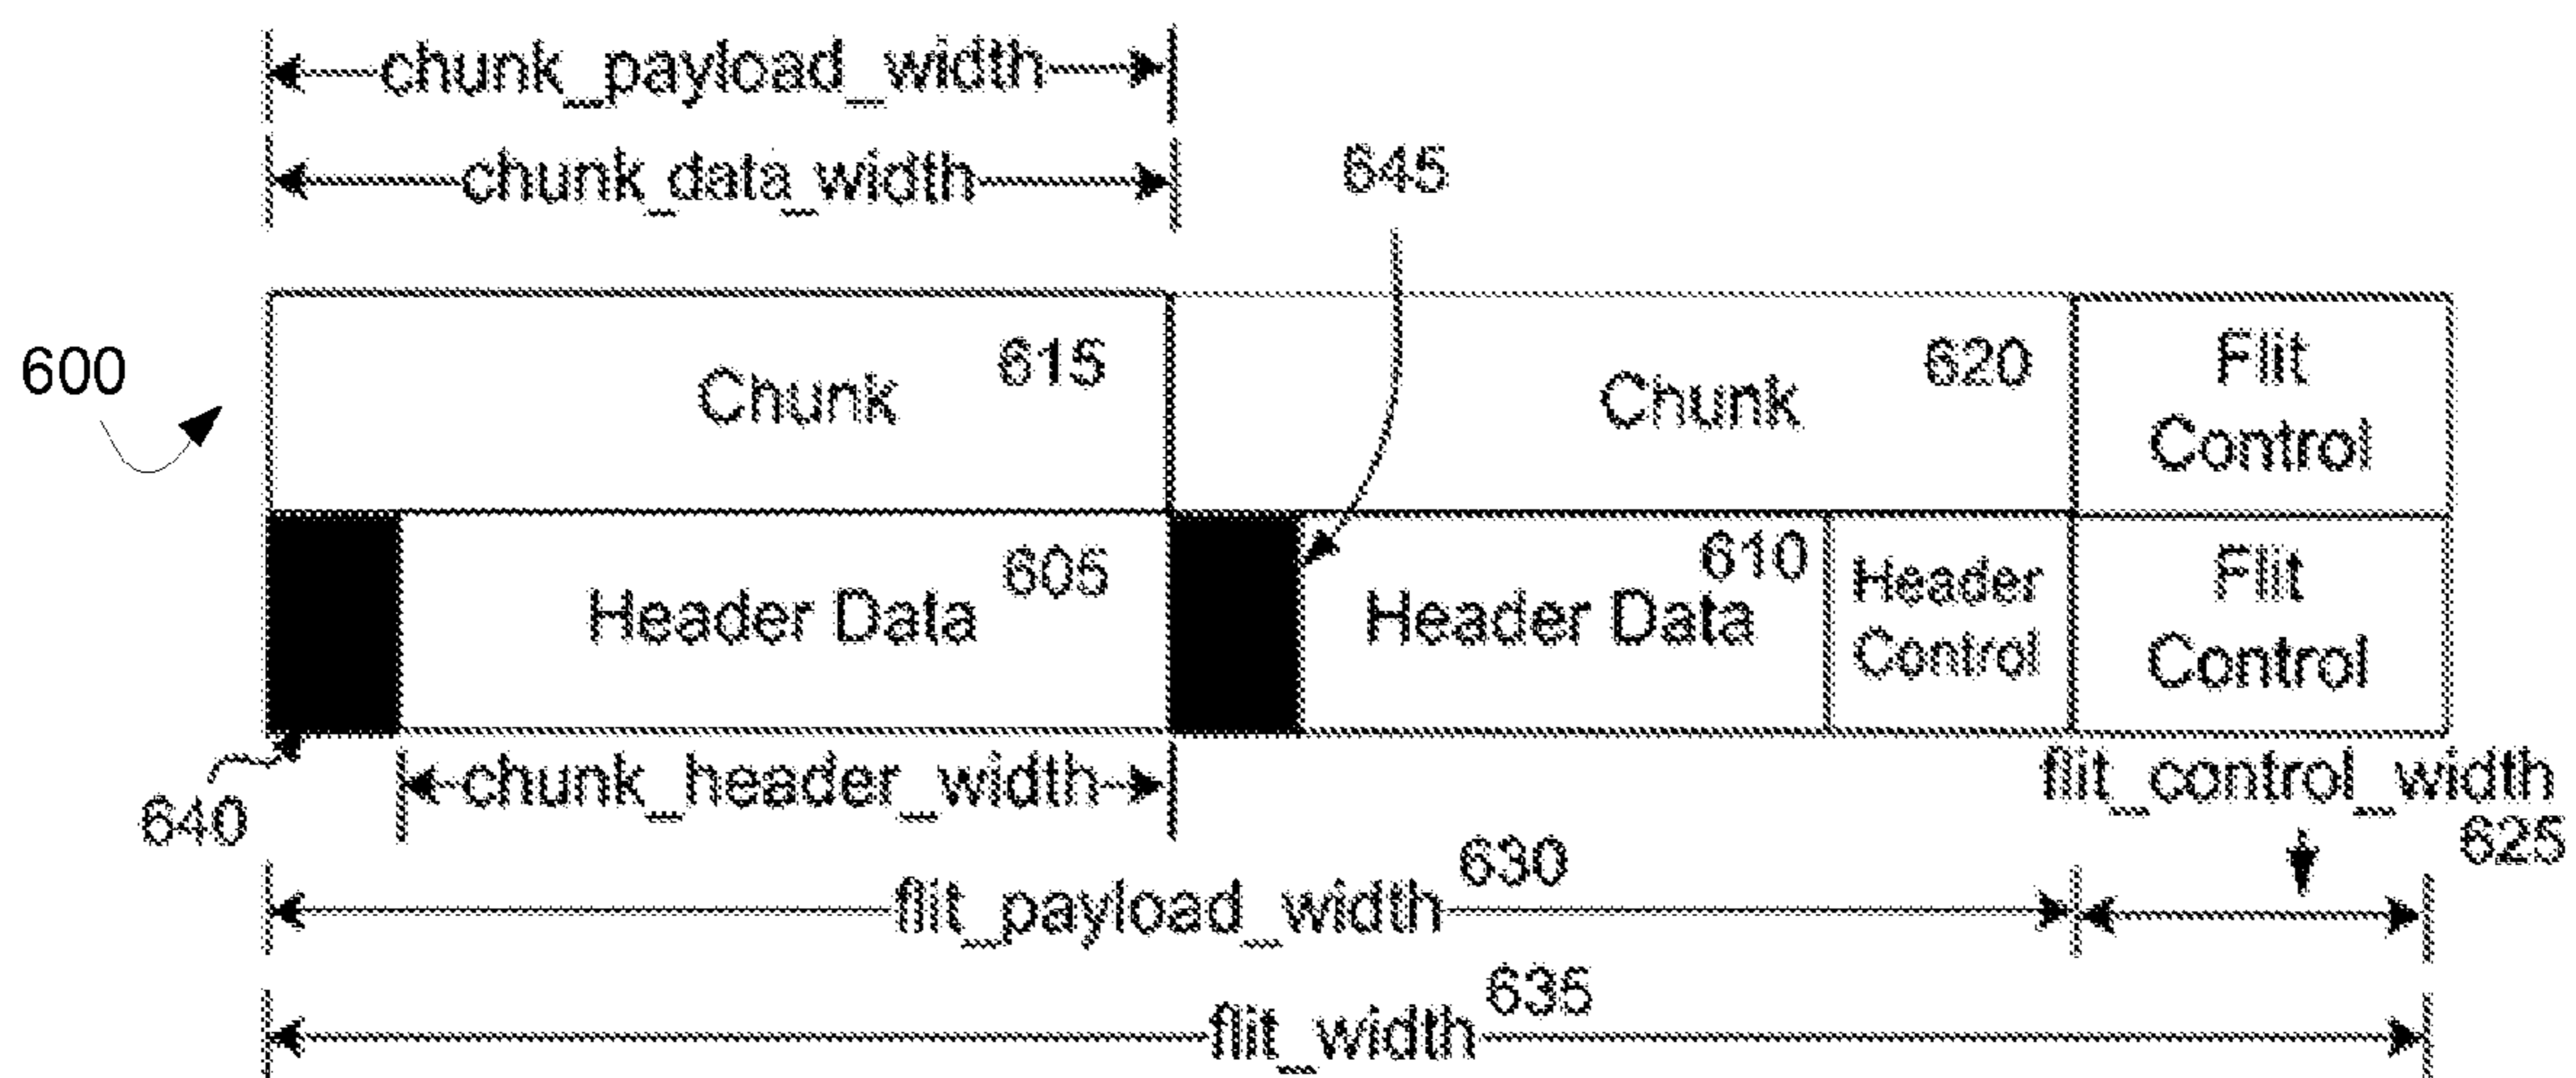 chunk_payload_width
chunk_data_width
645
600
Chunk 615
Chunk 620
Flit
Control
Header Data 605
Header Data 610
Header
Control
Flit
Control
640
chunk_header_width
flit_control_width
625
flit_payload_width 630
flit_width 635